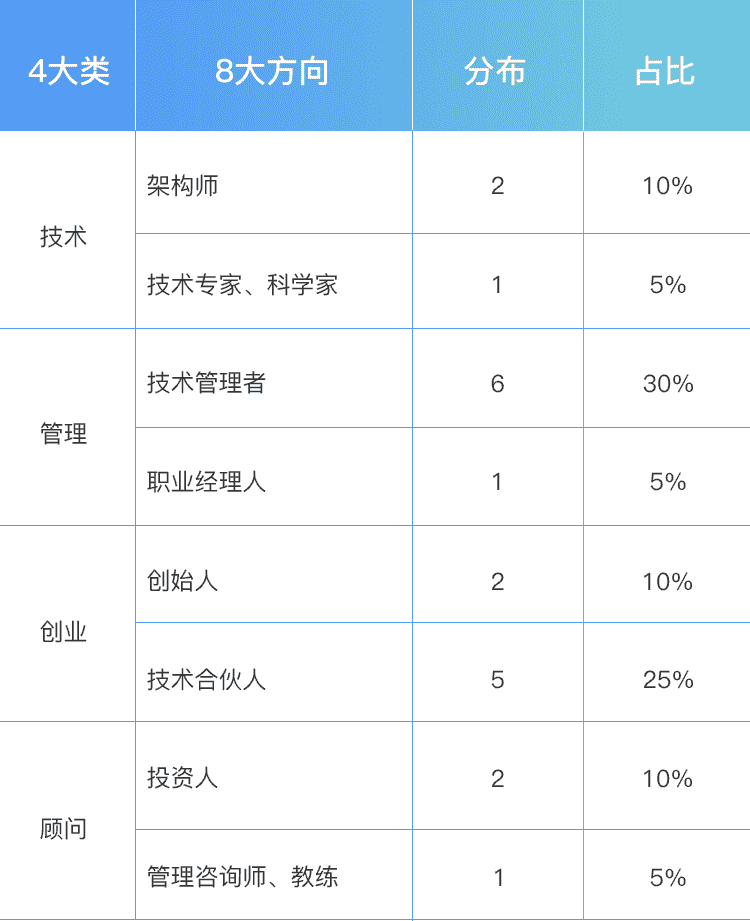 4大类 8大方向 分布 占比
技术
架构师 2 10%
技术专家、科学家 1 5%
管理
技术管理者 6 30%
职业经理人 1 5%
创业
创始人 2 10%
技术合伙人 5 25%
顾问
投资人 2 10%
管理咨询师、教练 1 5%